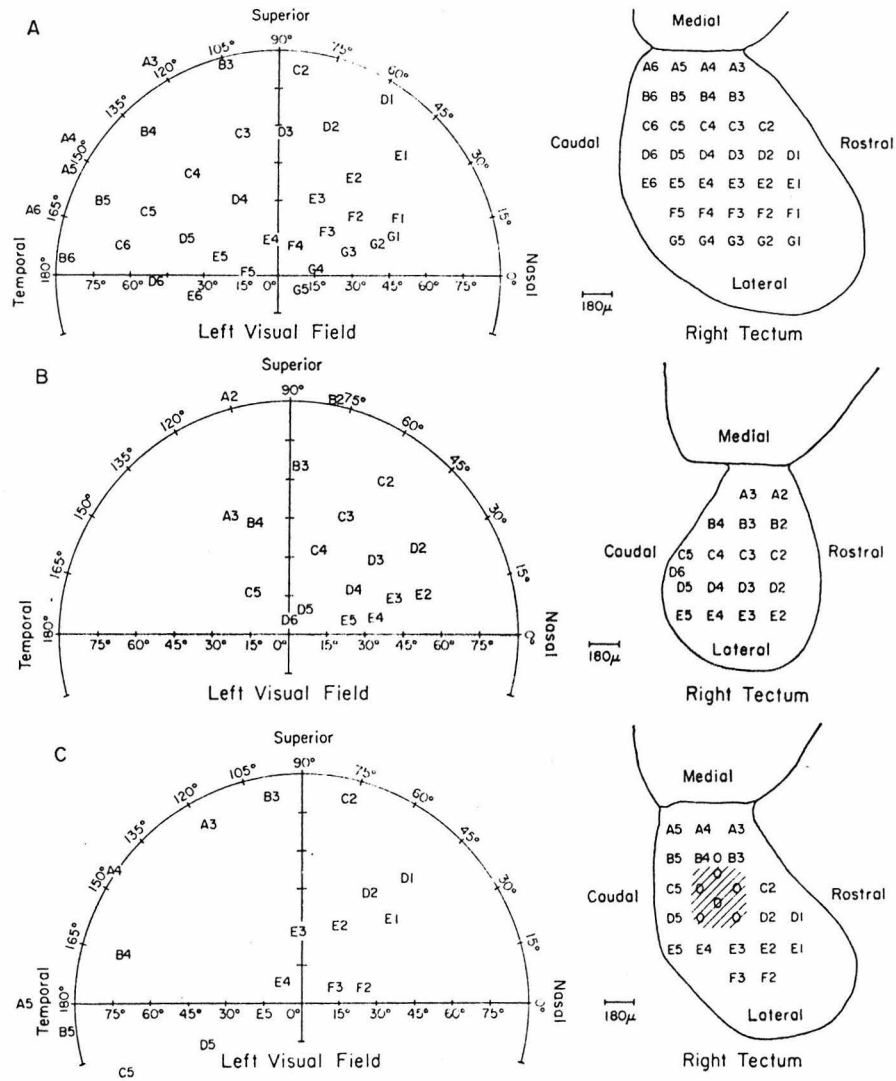 A
Superior
90°
105° B3
75°
A3 C2
120° 60°
D1
135° 45°
A4 B4 C3 D3 D2
150° E1 30°
A5 C4 E2
B5 C5 D4 E3
A6 165° F2 F1 15°
C6 D5 E4 F4 F3 G3 G2 G1
B6 E5
Temporal 180° D6 F5 G4 0° Nasal
75° 60° 30° 15° 0° G5 15° 30° 45° 60° 75°
E6
Left Visual Field
Medial
A6 A5 A4 A3
B6 B5 B4 B3
C6 C5 C4 C3 C2
Caudal Rostral
D6 D5 D4 D3 D2 D1
E6 E5 E4 E3 E2 E1
F5 F4 F3 F2 F1
G5 G4 G3 G2 G1
Lateral
180μ
Right Tectum
B
Superior
A2 90° B2 75°
120° 60°
135° B3 45°
C2
150° A3 B4 C3 30°
C4 D3 D2
165° 15°
C5 D4 E3 E2
D6 D5 E5 E4
Temporal 180° 0° Nasal
75° 60° 45° 30° 15° 0° 15° 30° 45° 60° 75°
Left Visual Field
Medial
A3 A2
B4 B3 B2
Caudal C5 C4 C3 C2 Rostral
D6
D5 D4 D3 D2
E5 E4 E3 E2
Lateral
180μ
Right Tectum
C
Superior
90°
105° B3 C2 75°
120° A3 60°
135° 45°
150° A4 D2 D1 30°
E3 E2 E1
165° B4 15°
E4 F3 F2
A5 180° 0°
Temporal Nasal
75° 60° 45° 30° E5 0° 15° 30° 45° 60° 75°
B5
D5
C5
Left Visual Field
Medial
A5 A4 A3
B5 B4 O B3
Caudal C5 C2 Rostral
D5 D2 D1
E5 E4 E3 E2 E1
F3 F2
Lateral
180μ
Right Tectum